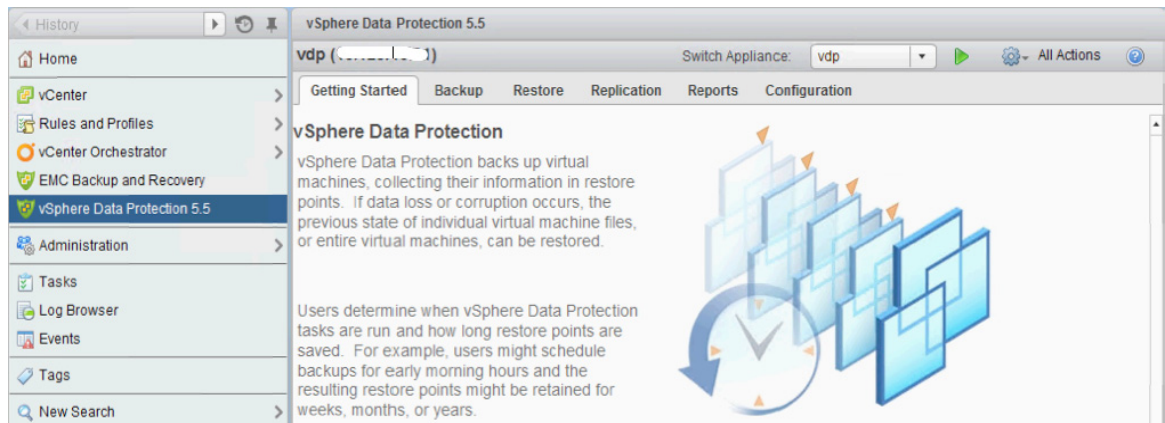 History
vSphere Data Protection 5.5
vdp (
Switch Appliance:
vdp
All Actions
Home
vCenter
Rules and Profiles
vCenter Orchestrator
EMC Backup and Recovery
vSphere Data Protection 5.5
Administration
Tasks
Log Browser
Events
Tags
New Search
Getting Started
Backup
Restore
Replication
Reports
Configuration
vSphere Data Protection
vSphere Data Protection backs up virtual
machines, collecting their information in restore
points. If data loss or corruption occurs, the
previous state of individual virtual machine files,
or entire virtual machines, can be restored.
Users determine when vSphere Data Protection
tasks are run and how long restore points are
saved. For example, users might schedule
backups for early morning hours and the
resulting restore points might be retained for
weeks, months, or years.